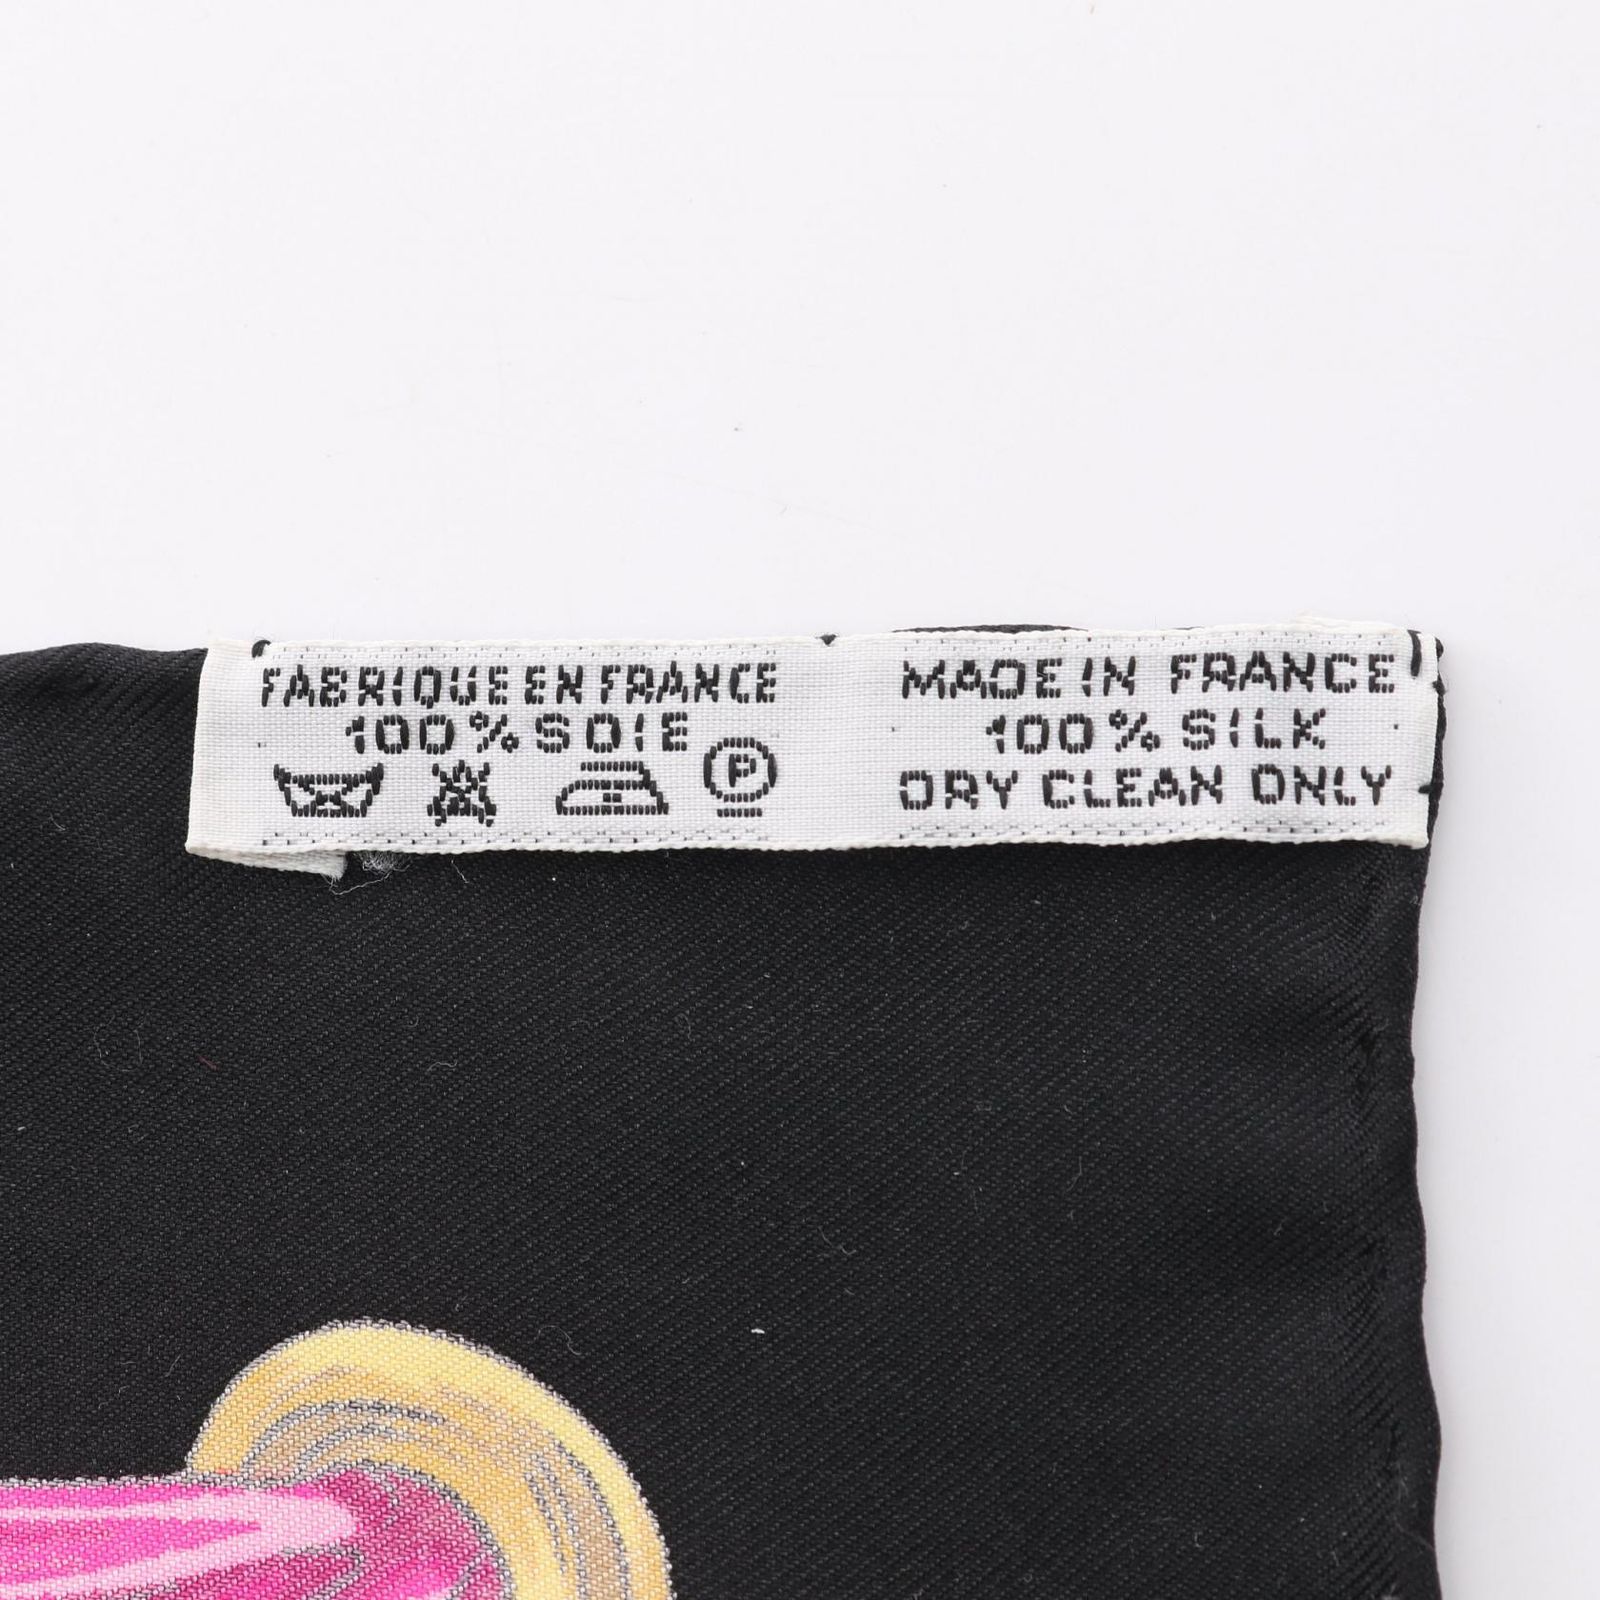 FABRIQUE EN FRANCE
100% SOIE
P
MADE IN FRANCE
100% SILK
DRY CLEAN ONLY